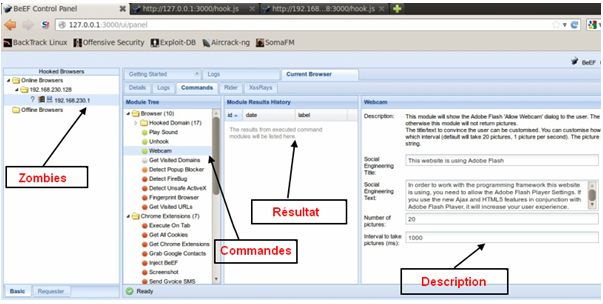 BeEF Control Panel
http://127.0.0.1:3000/hook.js
http://192.168...8:3000/hook.js
127.0.0.1:3000/ui/panel
BackTrack Linux
Offensive Security
Exploit-DB
Aircrack-ng
SomaFM
BeEF
Hooked Browsers
Online Browsers
192.168.230.128
192.168.230.1
Offline Browsers
Zombies
Basic
Requester
Getting Started
Logs
Current Browser
Details
Logs
Commands
Rider
XssRays
Module Tree
Browser (10)
Hooked Domain (17)
Play Sound
Unhook
Webcam
Get Visited Domains
Detect Popup Blocker
Detect FireBug
Detect Unsafe ActiveX
Fingerprint Browser
Get Visited URLs
Chrome Extensions (7)
Execute On Tab
Get All Cookies
Get Chrome Extensions
Grab Google Contacts
Inject BeEF
Screenshot
Send Gvoice SMS
Commandes
Module Results History
id
date
label
The results from executed command
modules will be listed here.
Résultat
Webcam
Description:
This module will show the Adobe Flash 'Allow Webcam' dialog to the user. The
otherwise this module will not return pictures.
The title/text to convince the user can be customised. You can customise how
which interval (default will take 20 pictures, 1 picture per second). The picture
string.
Social
Engineering
Title:
This website is using Adobe Flash
Social
Engineering
Text:
In order to work with the programming framework this website
is using, you need to allow the Adobe Flash Player Settings. If
you use the new Ajax and HTML5 features in conjunction with
Adobe Flash Player, it will increase your user experience.
Number of
pictures:
20
Interval to take
pictures (ms):
1000
Description
Ready